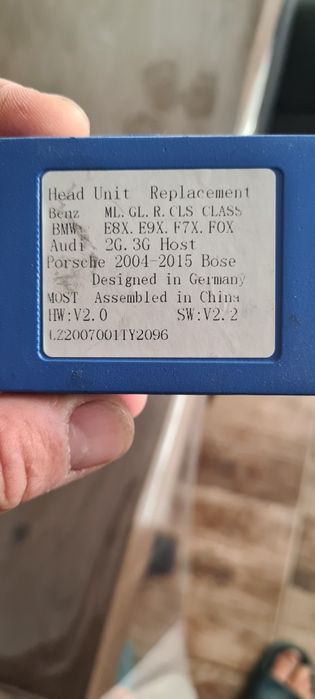 Head Unit Replacement
Benz ML. GL. R. CLS CLASS
BMW: E8X. E9X. F7X. F0X
Audi 2G. 3G Host
Porsche 2004-2015 Bose
Designed in Germany
MOST Assembled in China
HW:V2.0 SW:V2.2
LZ2007001TY2096